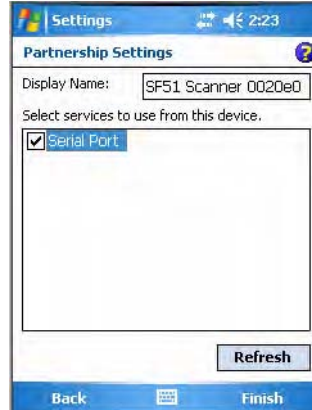 Settings 2:23
Partnership Settings ?
Display Name: SF51 Scanner 0020e0
Select services to use from this device.
Serial Port
Refresh
Back Finish